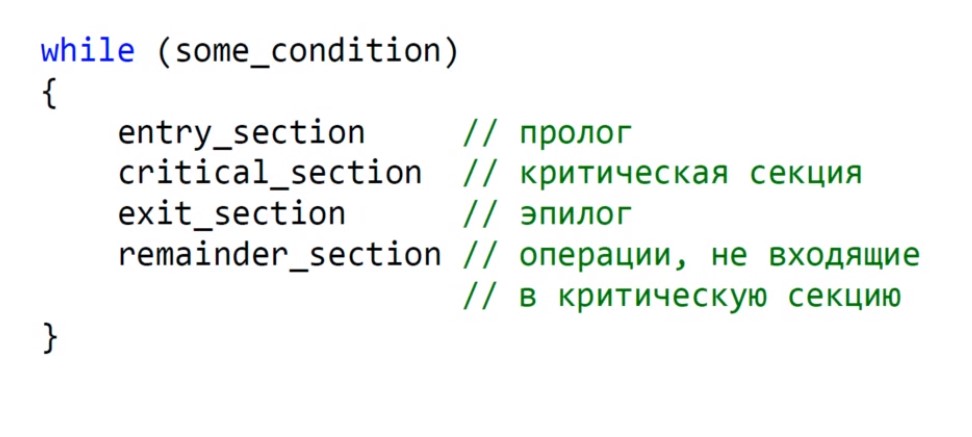 while (some_condition)
{
entry_section // пролог
critical_section // критическая секция
exit_section // эпилог
remainder_section // операции, не входящие
// в критическую секцию
}